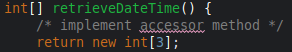 int[] retrieveDateTime() {
/* implement accessor method */
return new int[3];